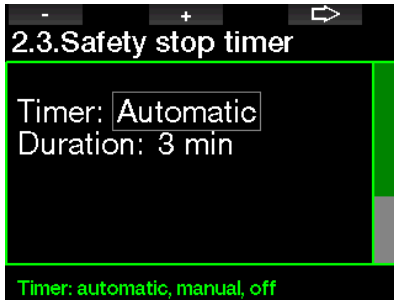 - +
2.3.Safety stop timer
Timer: Automatic
Duration: 3 min
Timer: automatic, manual, off